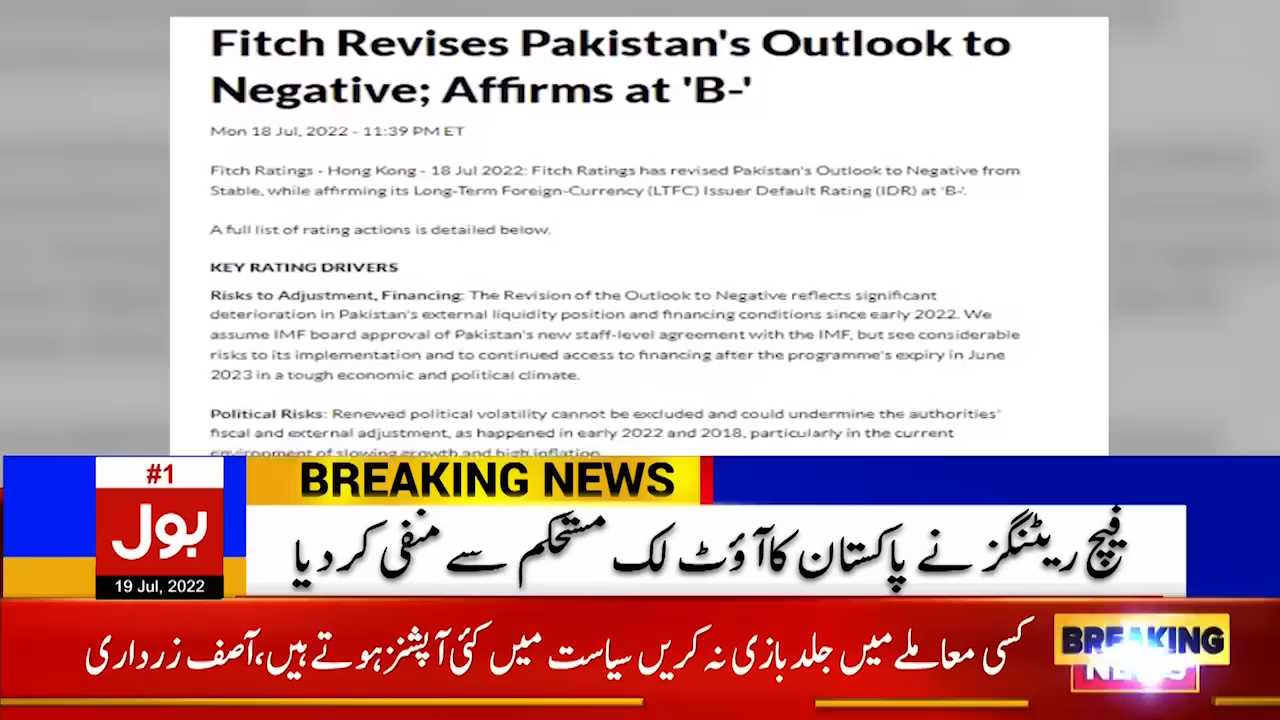 Fitch Revises Pakistan's Outlook to
Negative; Affirms at 'B-'
Mon 18 Jul, 2022 - 11:39 PM ET
Fitch Ratings - Hong Kong - 18 Jul 2022: Fitch Ratings has revised Pakistan's Outlook to Negative from
Stable, while affirming its Long-Term Foreign-Currency (LTFC) Issuer Default Rating (IDR) at 'B-'.
A full list of rating actions is detailed below.
KEY RATING DRIVERS
Risks to Adjustment, Financing: The Revision of the Outlook to Negative reflects significant
deterioration in Pakistan's external liquidity position and financing conditions since early 2022. We
assume IMF board approval of Pakistan's new staff-level agreement with the IMF, but see considerable
risks to its implementation and to continued access to financing after the programme's expiry in June
2023 in a tough economic and political climate.
Political Risks: Renewed political volatility cannot be excluded and could undermine the authorities'
fiscal and external adjustment, as happened in early 2022 and 2018, particularly in the current
environment of slowing growth and high inflation.
#1
بول
19 Jul, 2022
BREAKING NEWS
فیچ ریٹنگز نے پاکستان کا آؤٹ لک مستحکم سے منفی کر دیا
کسی معاملے میں جلد بازی نہ کریں سیاست میں کئی آپشنز ہوتے ہیں، آصف زرداری
BREAKING
NEWS